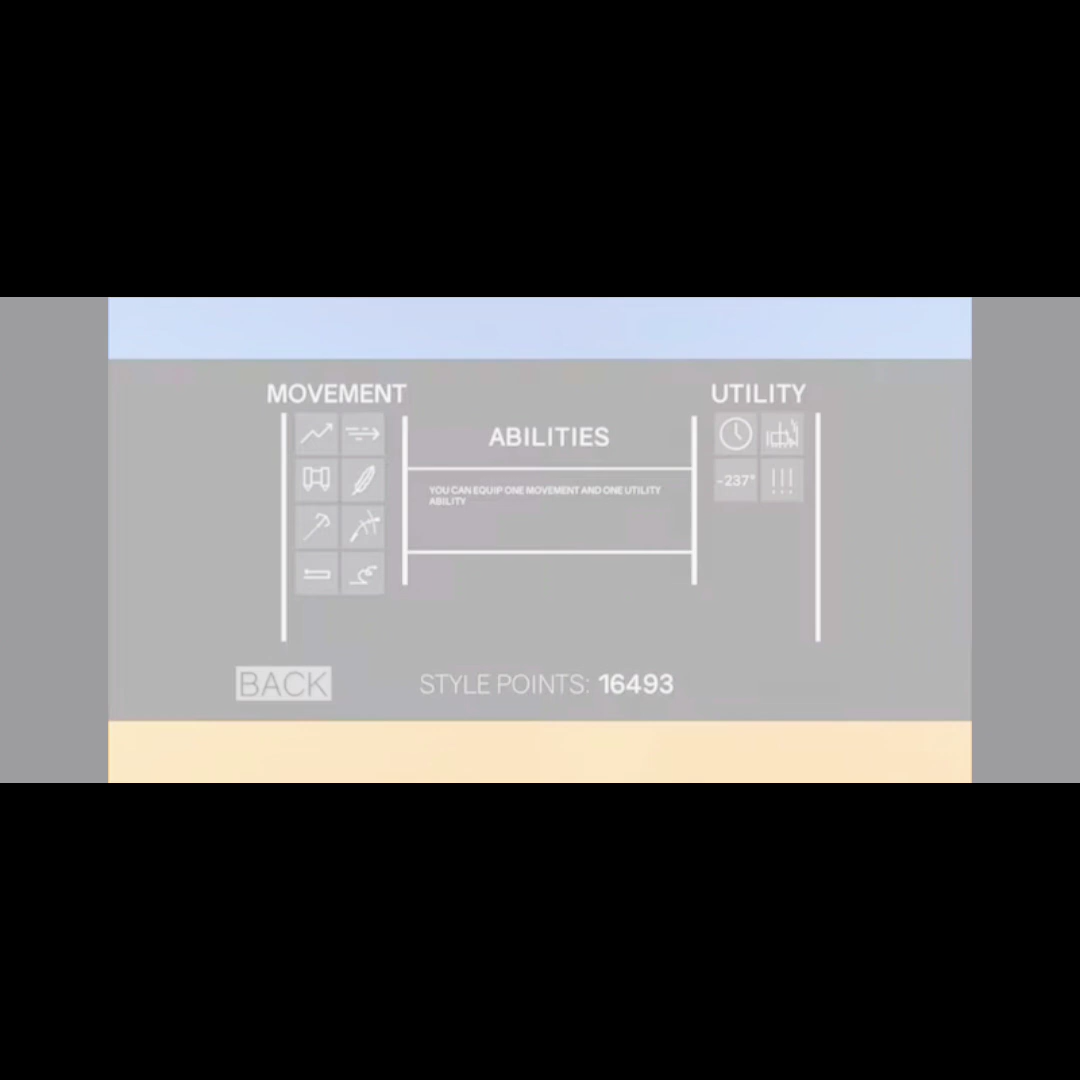 MOVEMENT
UTILITY
ABILITIES
YOU CAN EQUIP ONE MOVEMENT AND ONE UTILITY
ABILITY
-237°
BACK
STYLE POINTS: 16493